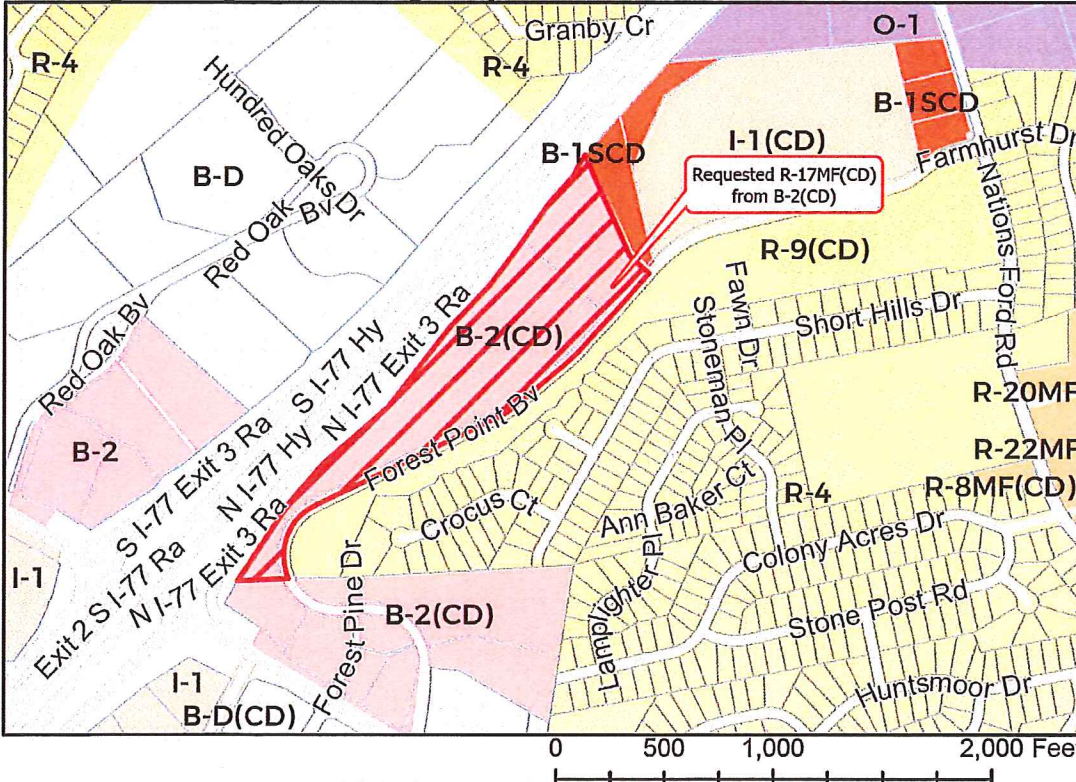 Granby Cr
O-1
R-4
R-4
Hundred Oaks Dr
B-1SCD
B-1SCD
I-1(CD)
Farmhurst Dr
B-D
Requested R-17MF(CD)
from B-2(CD)
Red Oak Bv
Nations Ford Rd
R-9(CD)
Fawn Dr
Short Hills Dr
Stoneman Pl
Red Oak Bv
S I-77 Hy
N I-77 Exit 3 Ra
B-2(CD)
R-20MF
B-2
S I-77 Exit 3 Ra
N I-77 Hy
Forest Point Bv
R-22MF
R-8MF(CD)
R-4
Crocus Ct
Ann Baker Ct
Colony Acres Dr
I-1
Exit 2 S I-77 Ra
N I-77 Exit 3 Ra
Forest Pine Dr
B-2(CD)
Lamplighter Pl
Stone Post Rd
I-1
B-D(CD)
Huntsmoor Dr
0 500 1,000 2,000 Feet